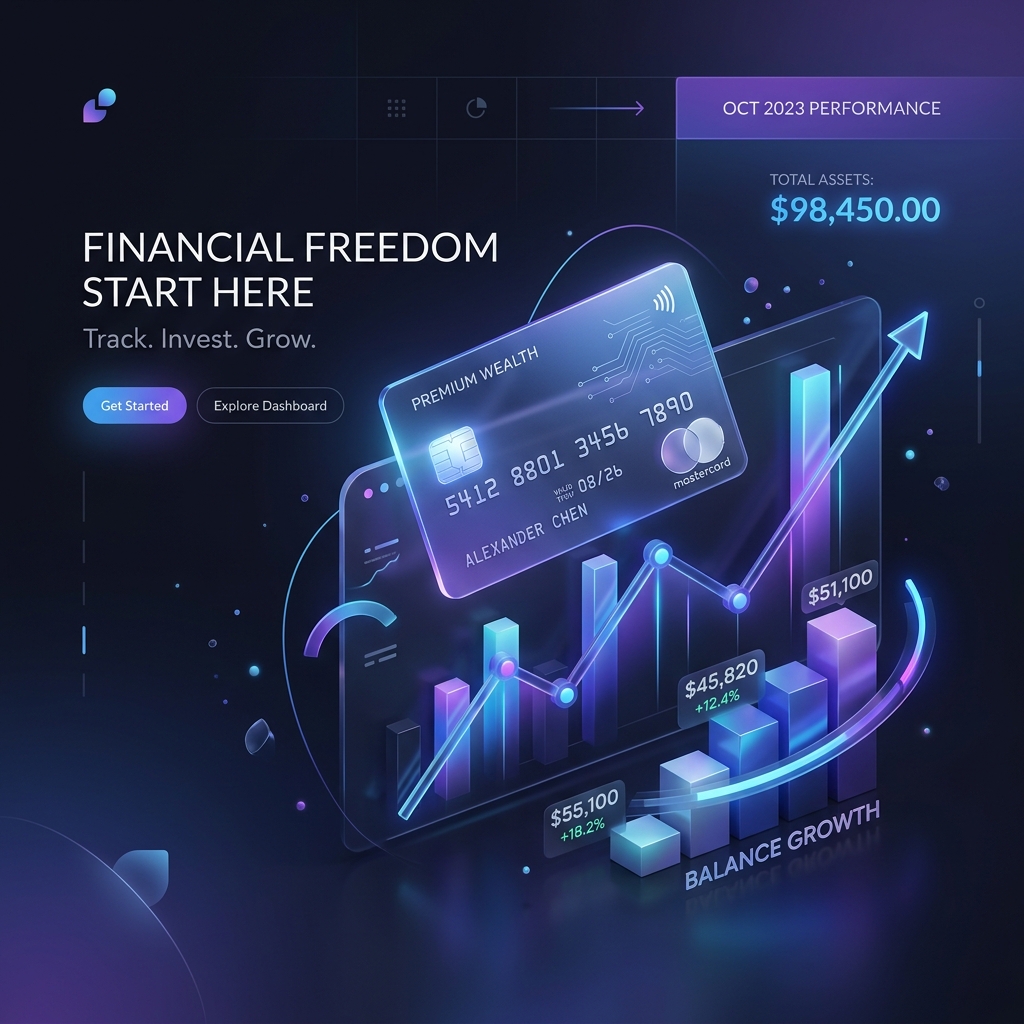 OCT 2023 PERFORMANCE
TOTAL ASSETS:
$98,450.00
FINANCIAL FREEDOM
START HERE
Track. Invest. Grow.
Get Started
Explore Dashboard
PREMIUM WEALTH
5412 8801 3456 7890
VALID THRU 08/26
ALEXANDER CHEN
mastercard
$51,100
$45,820
+12.4%
$55,100
+18.2%
BALANCE GROWTH